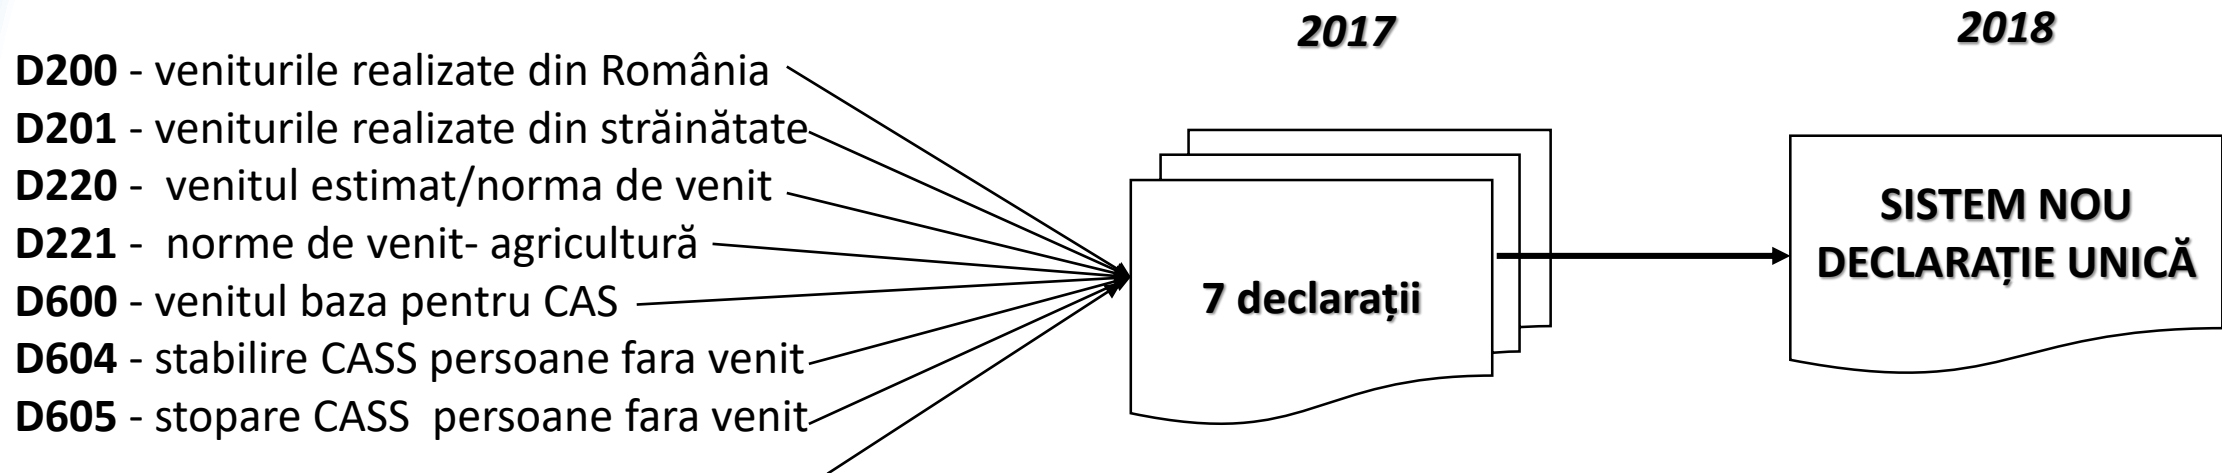 2017
2018
D200 - veniturile realizate din România
D201 - veniturile realizate din străinătate
D220 -  venitul estimat/norma de venit
D221 -  norme de venit- agricultură
D600 - venitul baza pentru CAS
D604 - stabilire CASS persoane fara venit
D605 - stopare CASS  persoane fara venit
7 declarații
SISTEM NOU
DECLARAȚIE UNICĂ